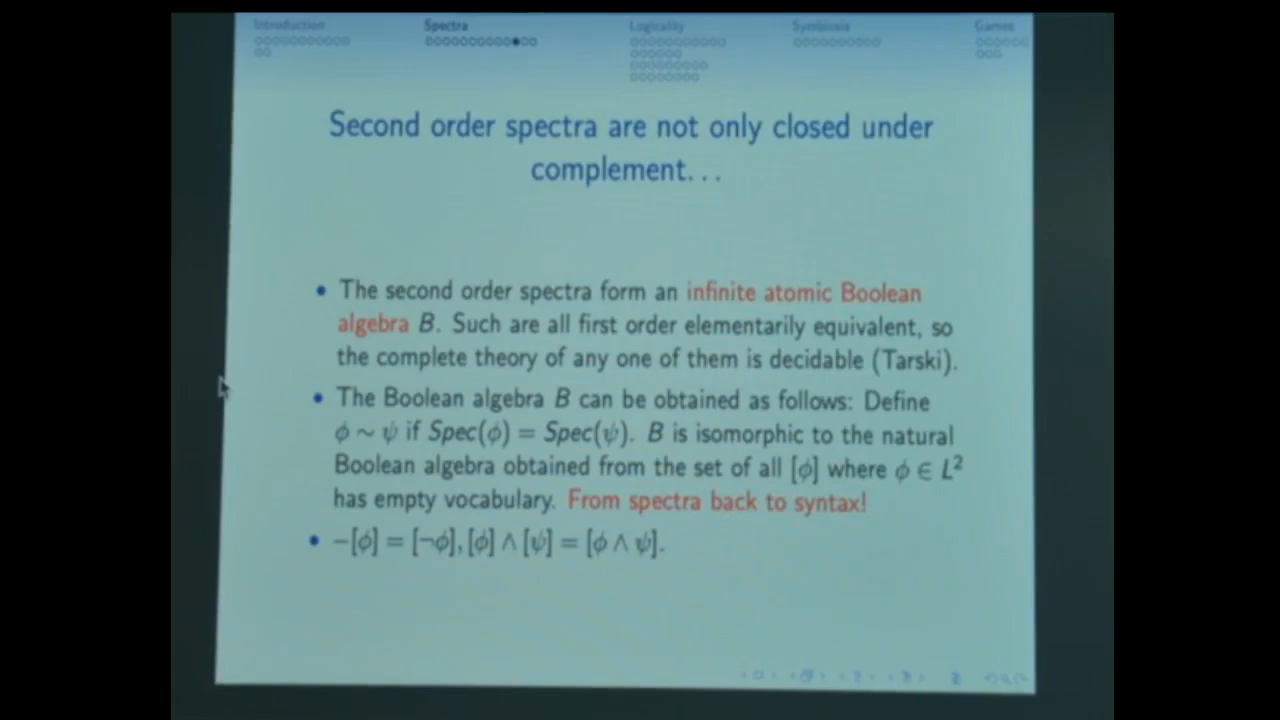 Introduction Spectra Logicality Symbiosis Games
Second order spectra are not only closed under
complement...
• The second order spectra form an infinite atomic Boolean
algebra B. Such are all first order elementarily equivalent, so
the complete theory of any one of them is decidable (Tarski).
• The Boolean algebra B can be obtained as follows: Define
ϕ ∼ ψ if Spec(ϕ) = Spec(ψ). B is isomorphic to the natural
Boolean algebra obtained from the set of all [ϕ] where ϕ ∈ L²
has empty vocabulary. From spectra back to syntax!
• −[ϕ] = [¬ϕ], [ϕ] ∧ [ψ] = [ϕ ∧ ψ].